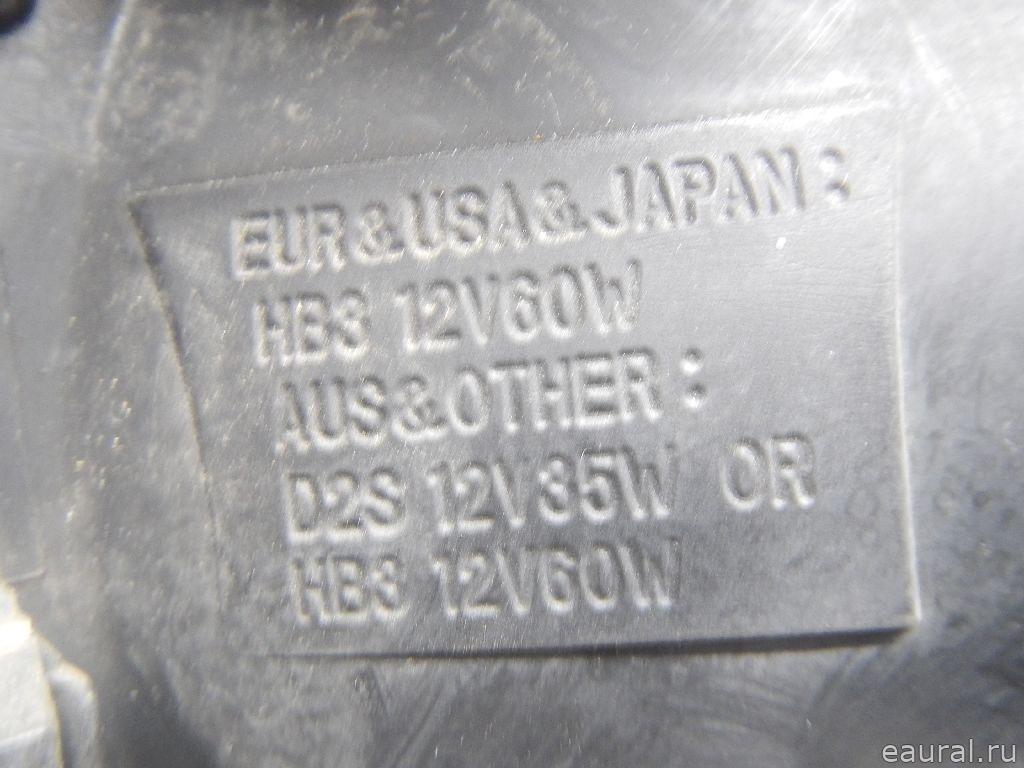 EUR&USA&JAPAN:
HB3 12V60W
AUS&OTHER:
D2S 12V35W OR
HB3 12V60W
eaural.ru